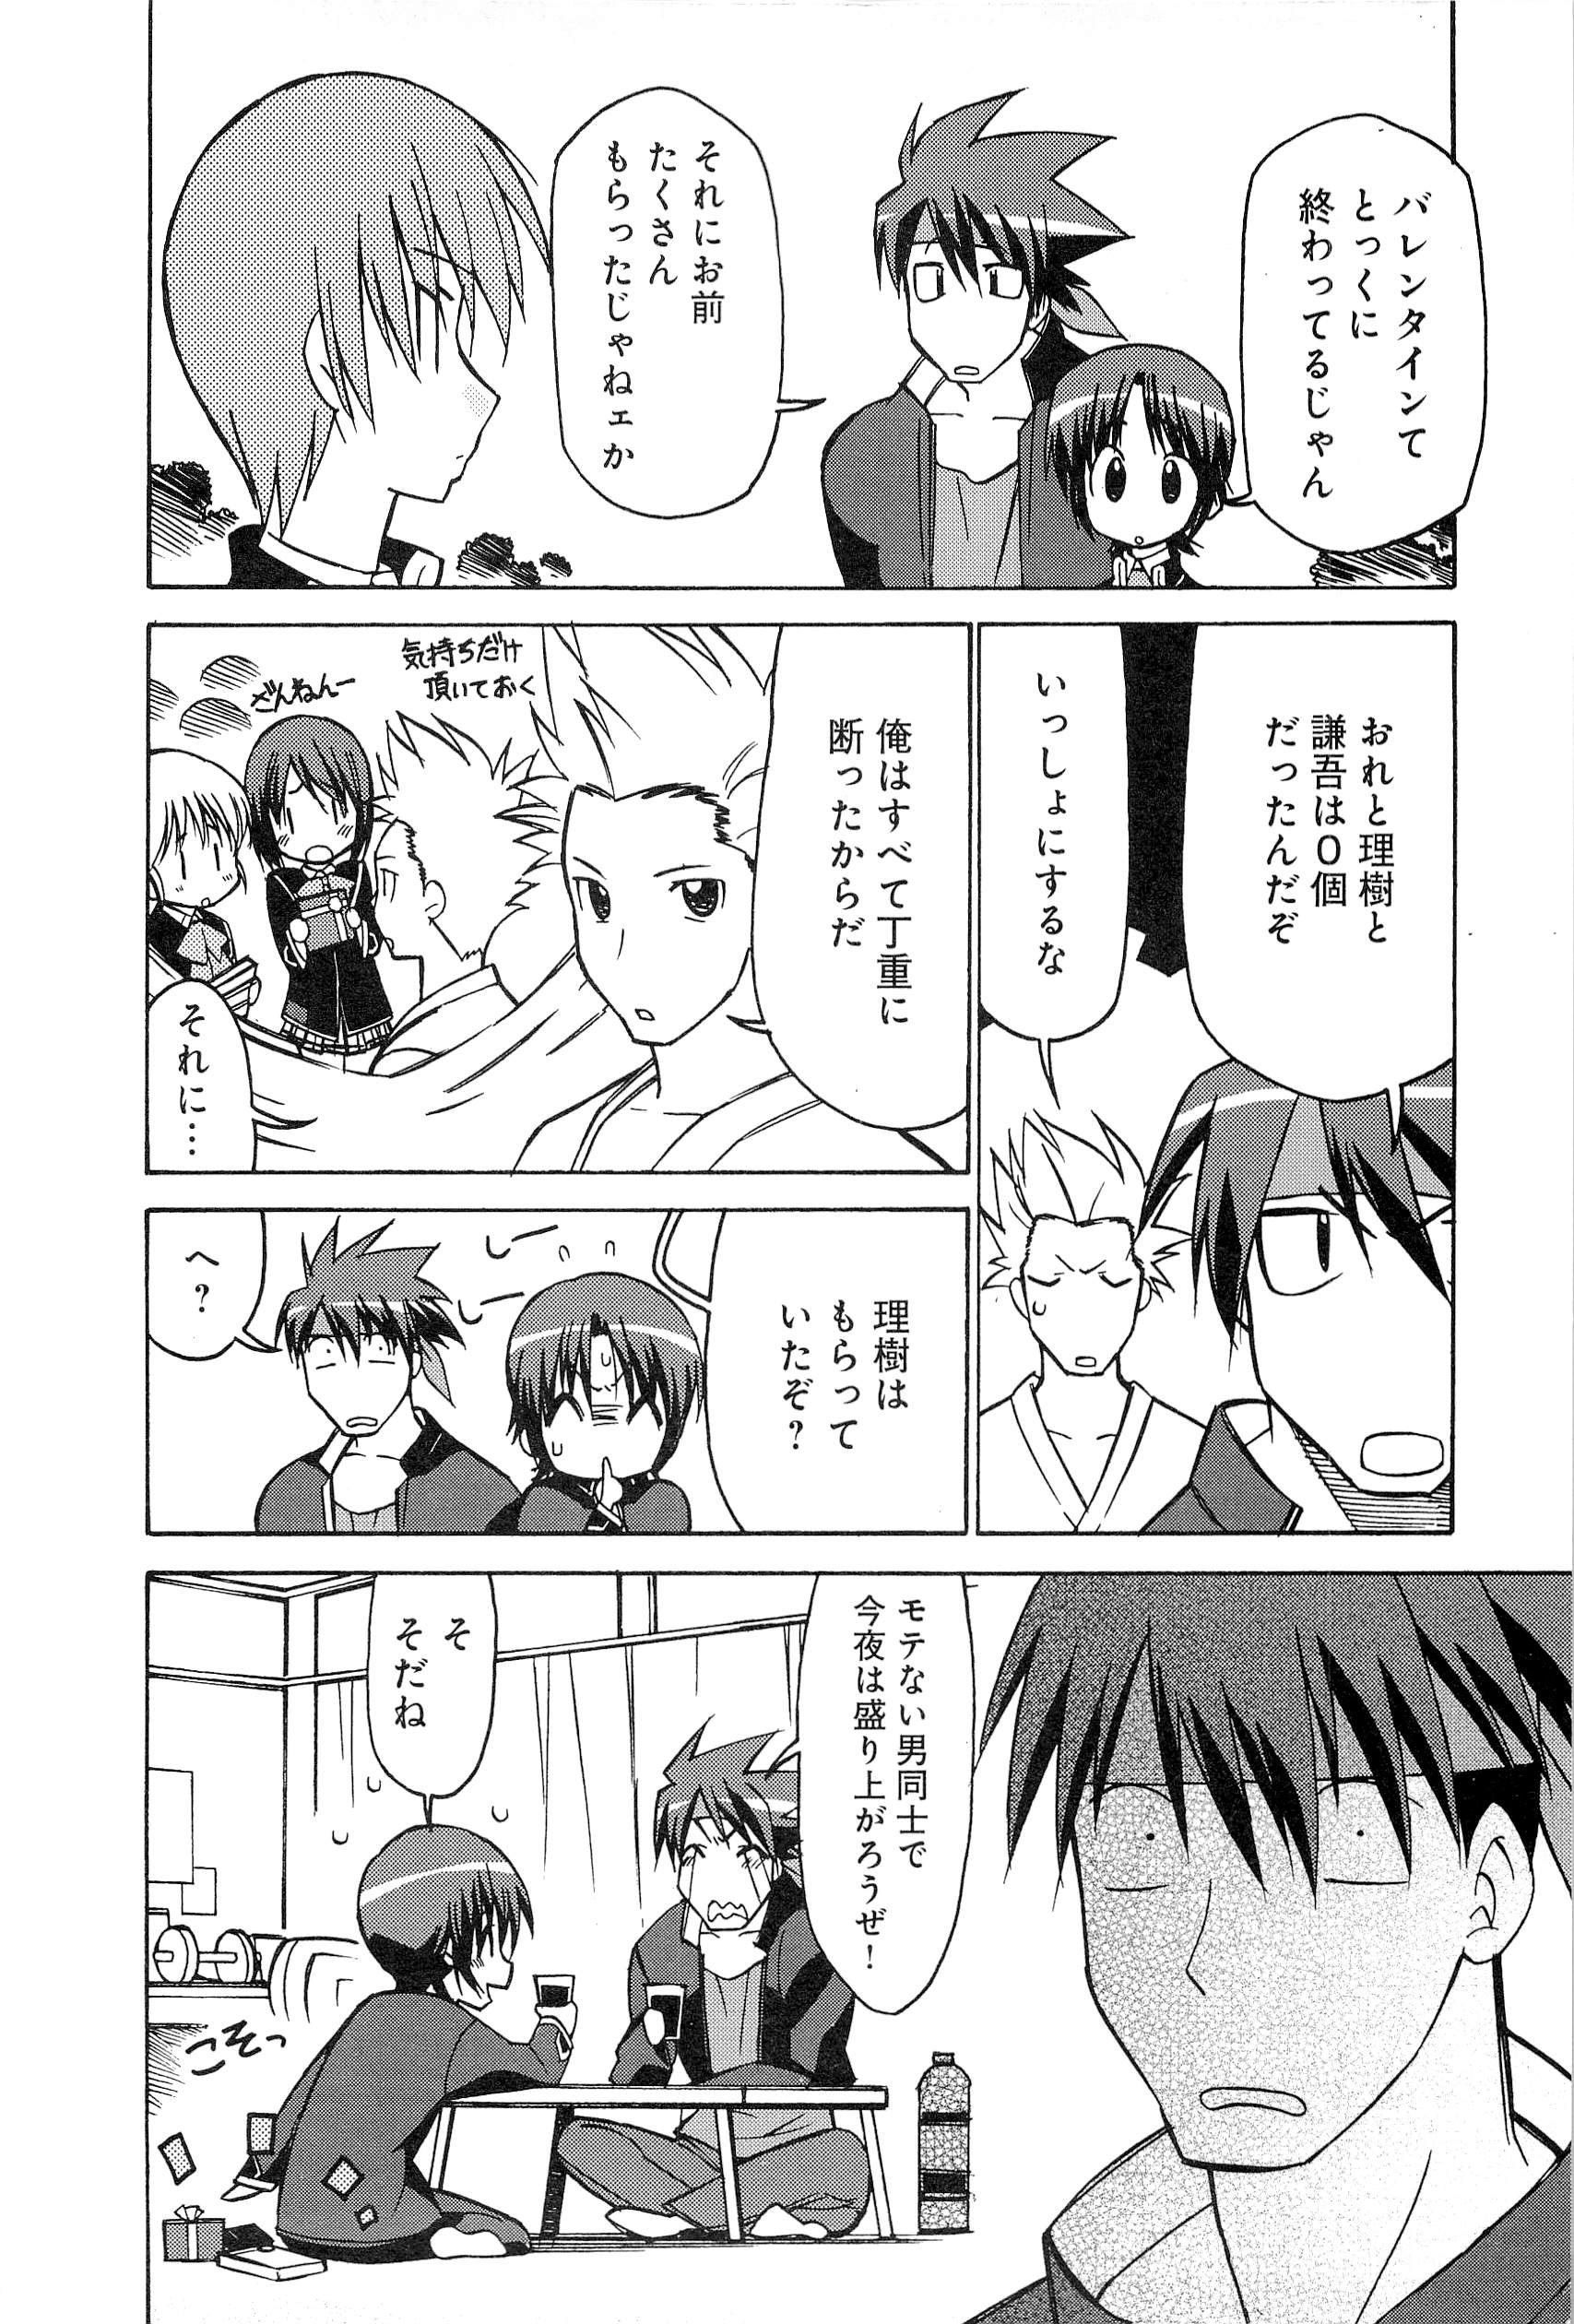 バレンタインて
とっくに
終わってるじゃん
それにお前
たくさん
もらったじゃねェか
おれと理樹と
謙吾は0個
だったんだぞ
いっしょにするな
俺はすべて丁重に
断ったからだ
気持ちだけ
頂いておく
ざんねんー
それに…
理樹は
もらって
いたぞ?
しー
しー
へ?
モテない男同士で
今夜は盛り上がろうぜ!
そ
そだね
こそっ